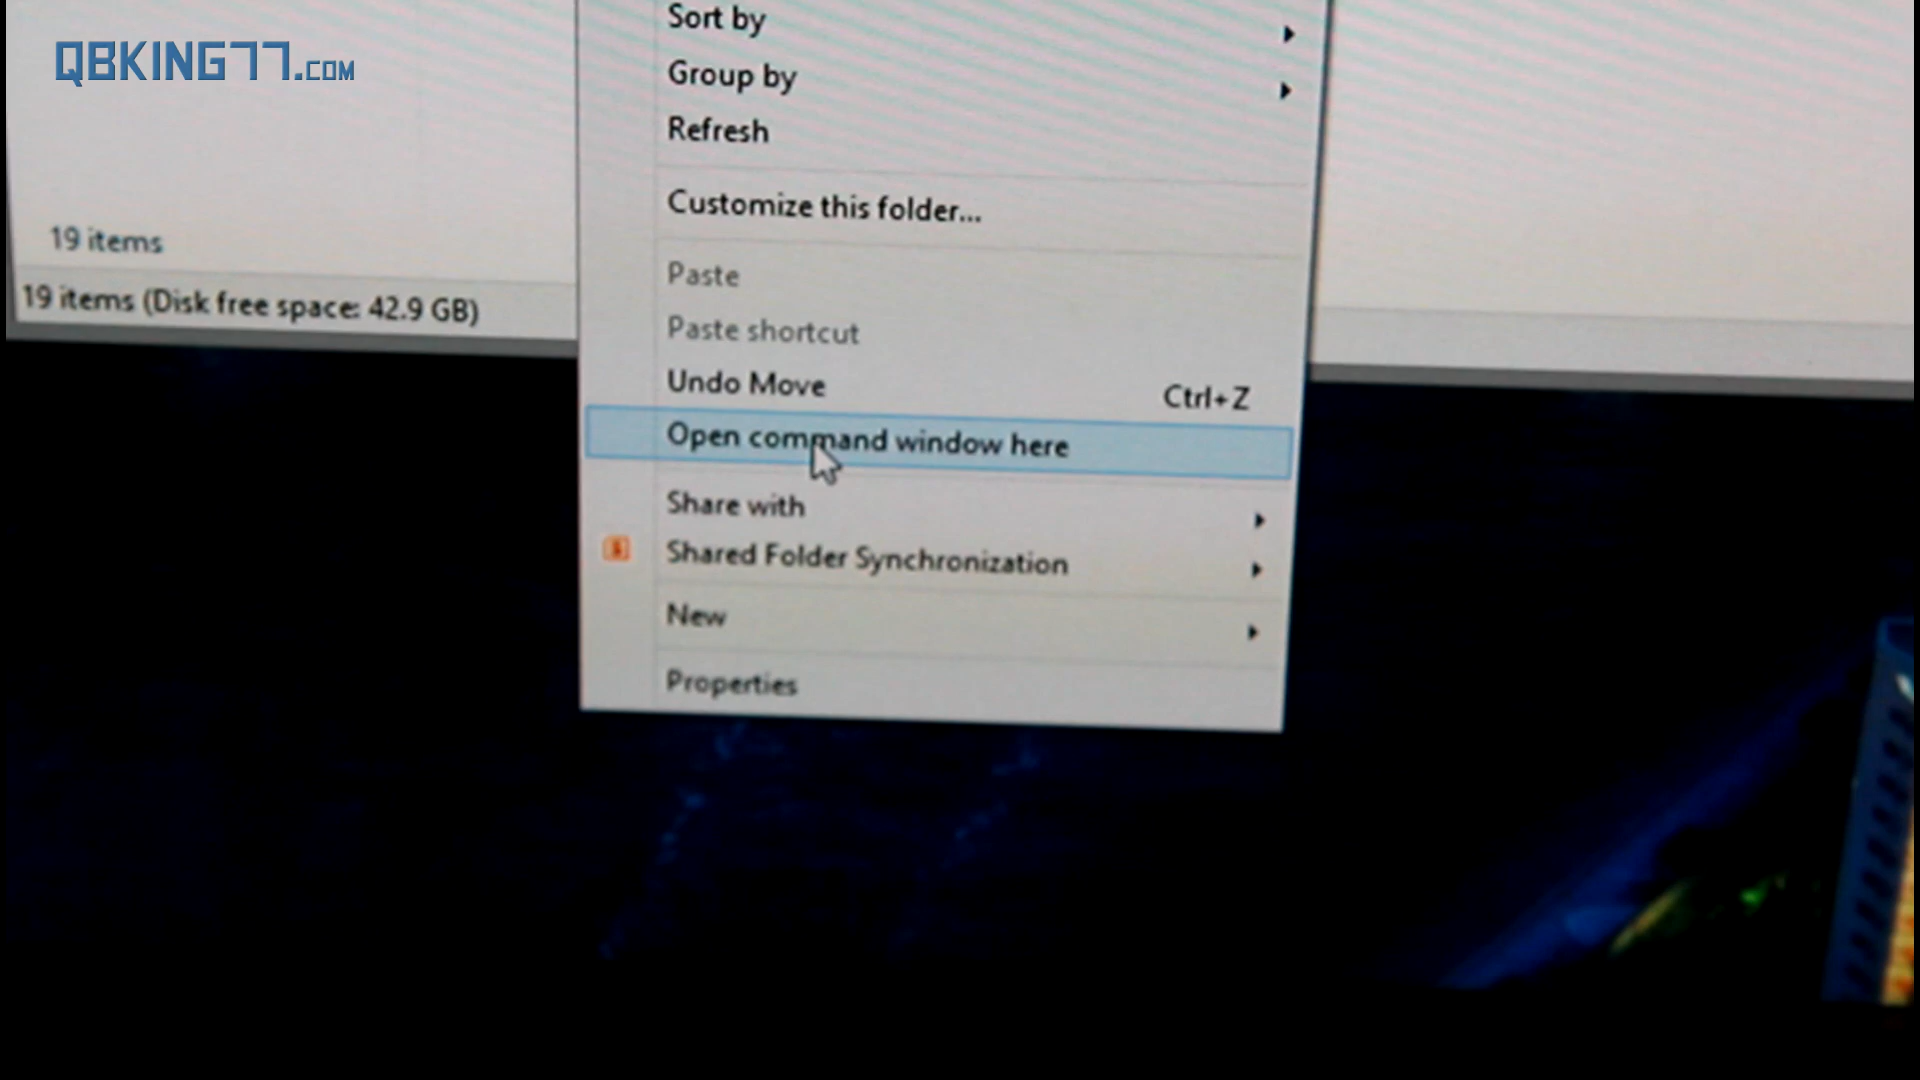 QBKING77.COM
Sort by
Group by
Refresh
Customize this folder...
19 items
Paste
19 items (Disk free space: 42.9 GB)
Paste shortcut
Undo Move Ctrl+Z
Open command window here
Share with
Shared Folder Synchronization
New
Properties